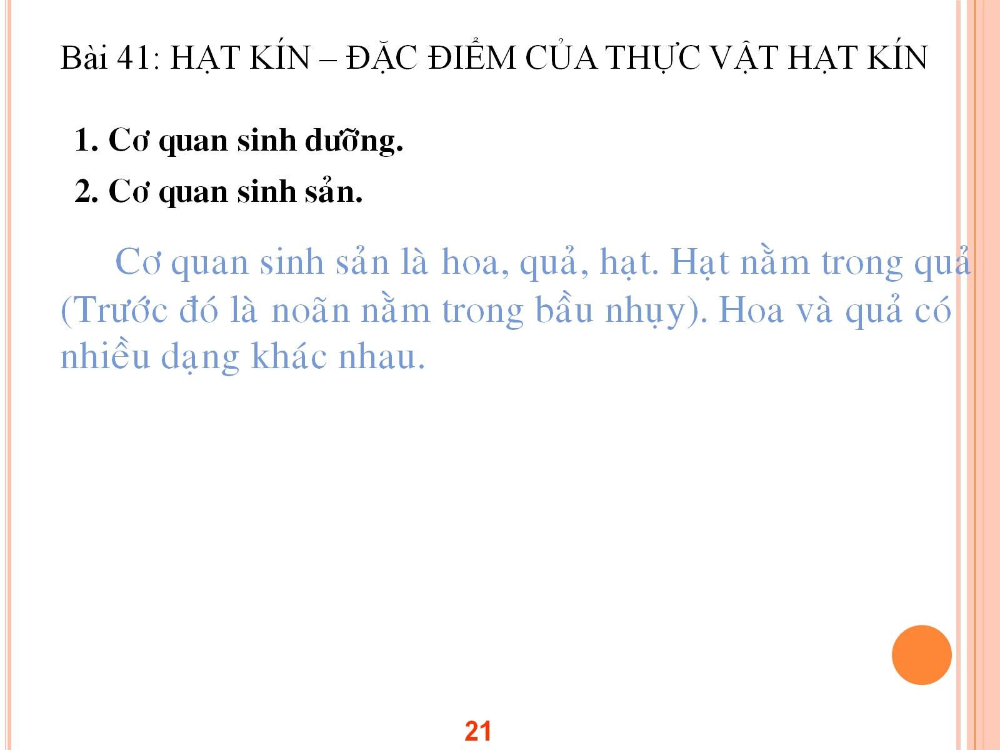 Bài 41: HẠT KÍN – ĐẶC ĐIỂM CỦA THỰC VẬT HẠT KÍN
1. Cơ quan sinh dưỡng.
2. Cơ quan sinh sản.
Cơ quan sinh sản là hoa, quả, hạt. Hạt nằm trong quả
(Trước đó là noãn nằm trong bầu nhụy). Hoa và quả có
nhiều dạng khác nhau.
21